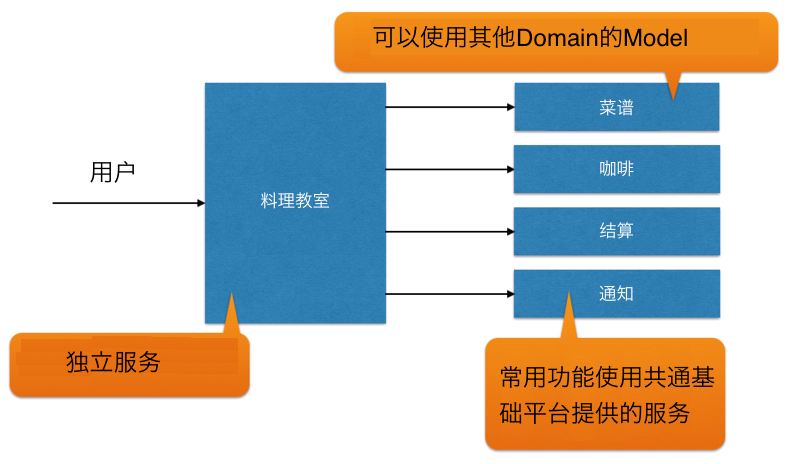 可以使用其他Domain的Model
菜谱
用户
咖啡
料理教室
结算
通知
独立服务
常用功能使用共通基
础平台提供的服务